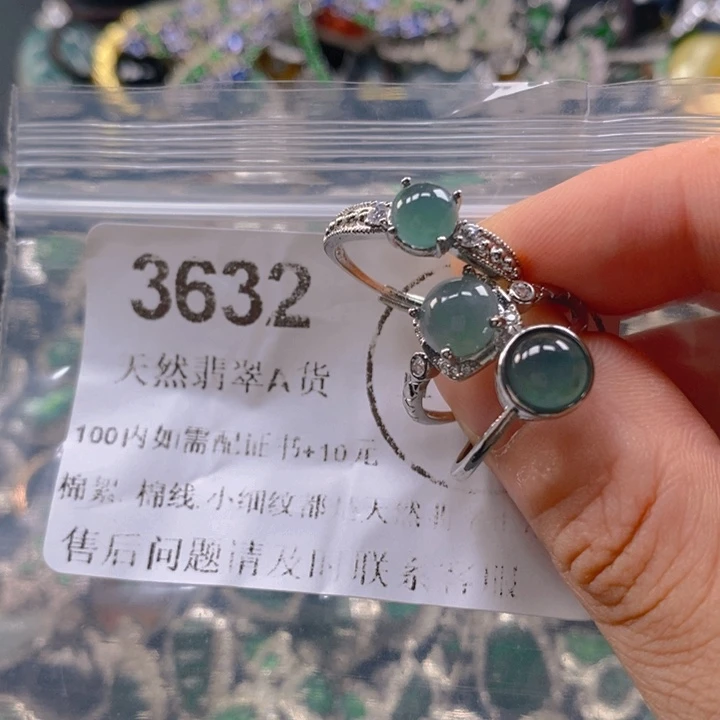 3632
天然翡翠A货
100内如需配证书+10元
棉絮 棉线 小细纹都 天然
售后问题请及时联系客服